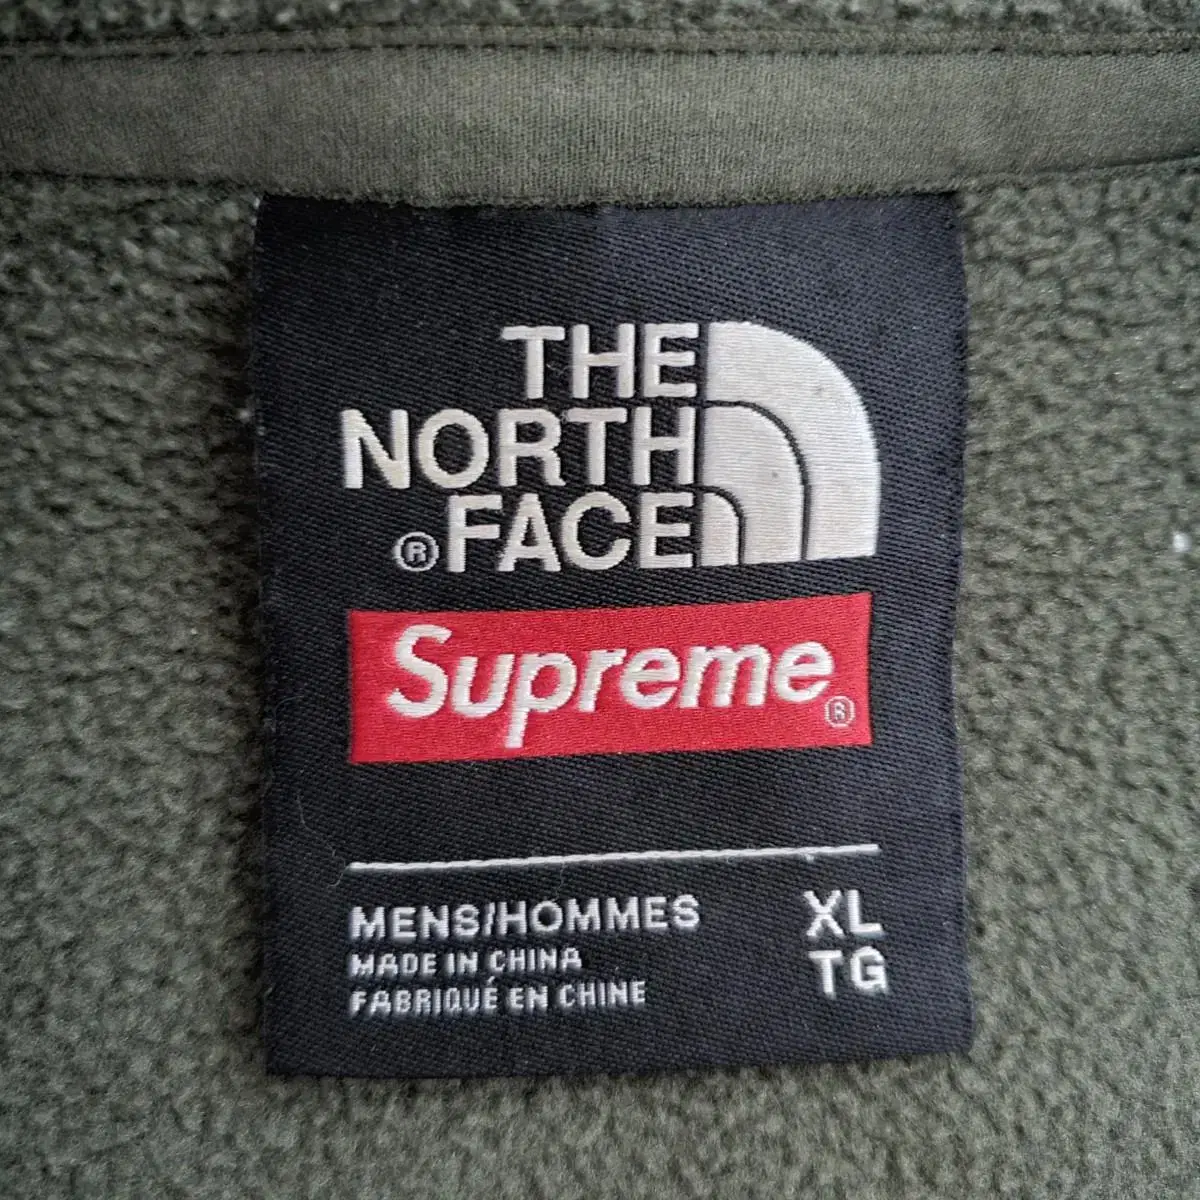 THE
NORTH
®FACE
Supreme®
MENS/HOMMES XL
MADE IN CHINA TG
FABRIQUÉ EN CHINE